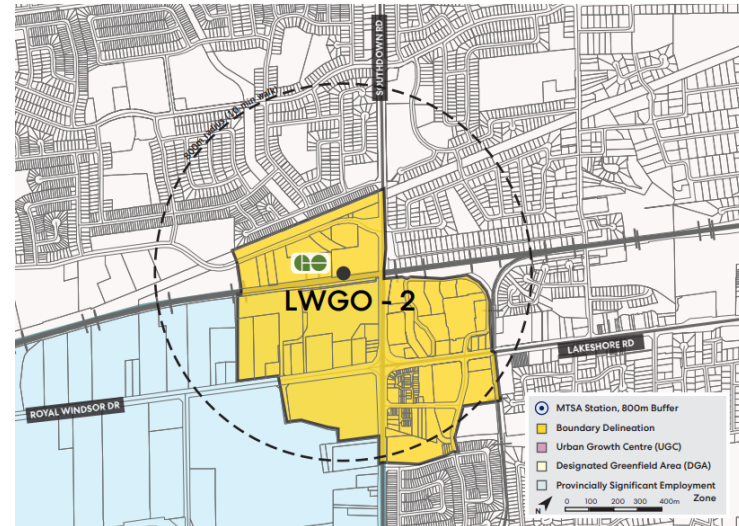 SOUTHDOWN RD
800m radius (10 min walk)
GO
LWGO - 2
LAKESHORE RD
ROYAL WINDSOR DR
MTSA Station, 800m Buffer
Boundary Delineation
Urban Growth Centre (UGC)
Designated Greenfield Area (DGA)
Provincially Significant Employment
Zone
N
0 100 200 300 400m